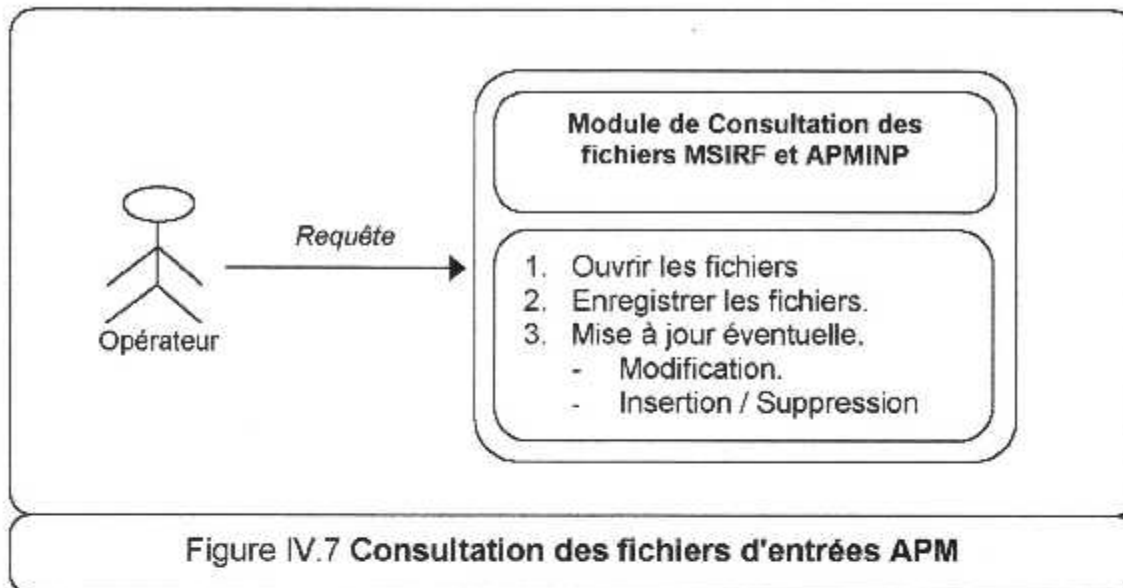 Module de Consultation des
fichiers MSIRF et APMINP
Requête
Opérateur
1. Ouvrir les fichiers
2. Enregistrer les fichiers.
3. Mise à jour éventuelle.
- Modification.
- Insertion / Suppression
Figure IV.7 Consultation des fichiers d'entrées APM